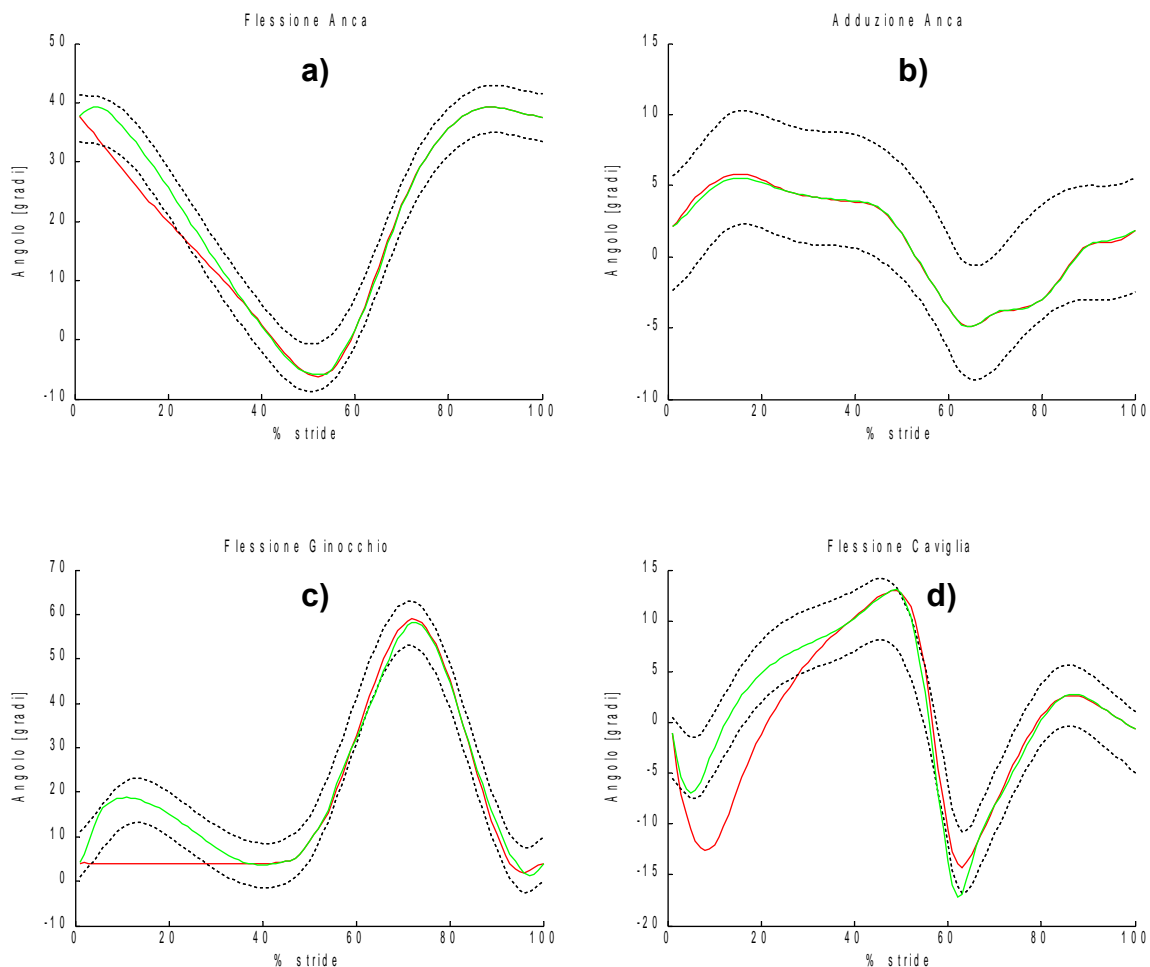 Flessione Anca
a)
50
40
30
20
10
0
-10
Angolo [gradi]
0 20 40 60 80 100
% stride
Adduzione Anca
b)
15
10
5
0
-5
-10
Angolo [gradi]
0 20 40 60 80 100
% stride
Flessione Ginocchio
c)
70
60
50
40
30
20
10
0
-10
Angolo [gradi]
0 20 40 60 80 100
% stride
Flessione Caviglia
d)
15
10
5
0
-5
-10
-15
-20
Angolo [gradi]
0 20 40 60 80 100
% stride